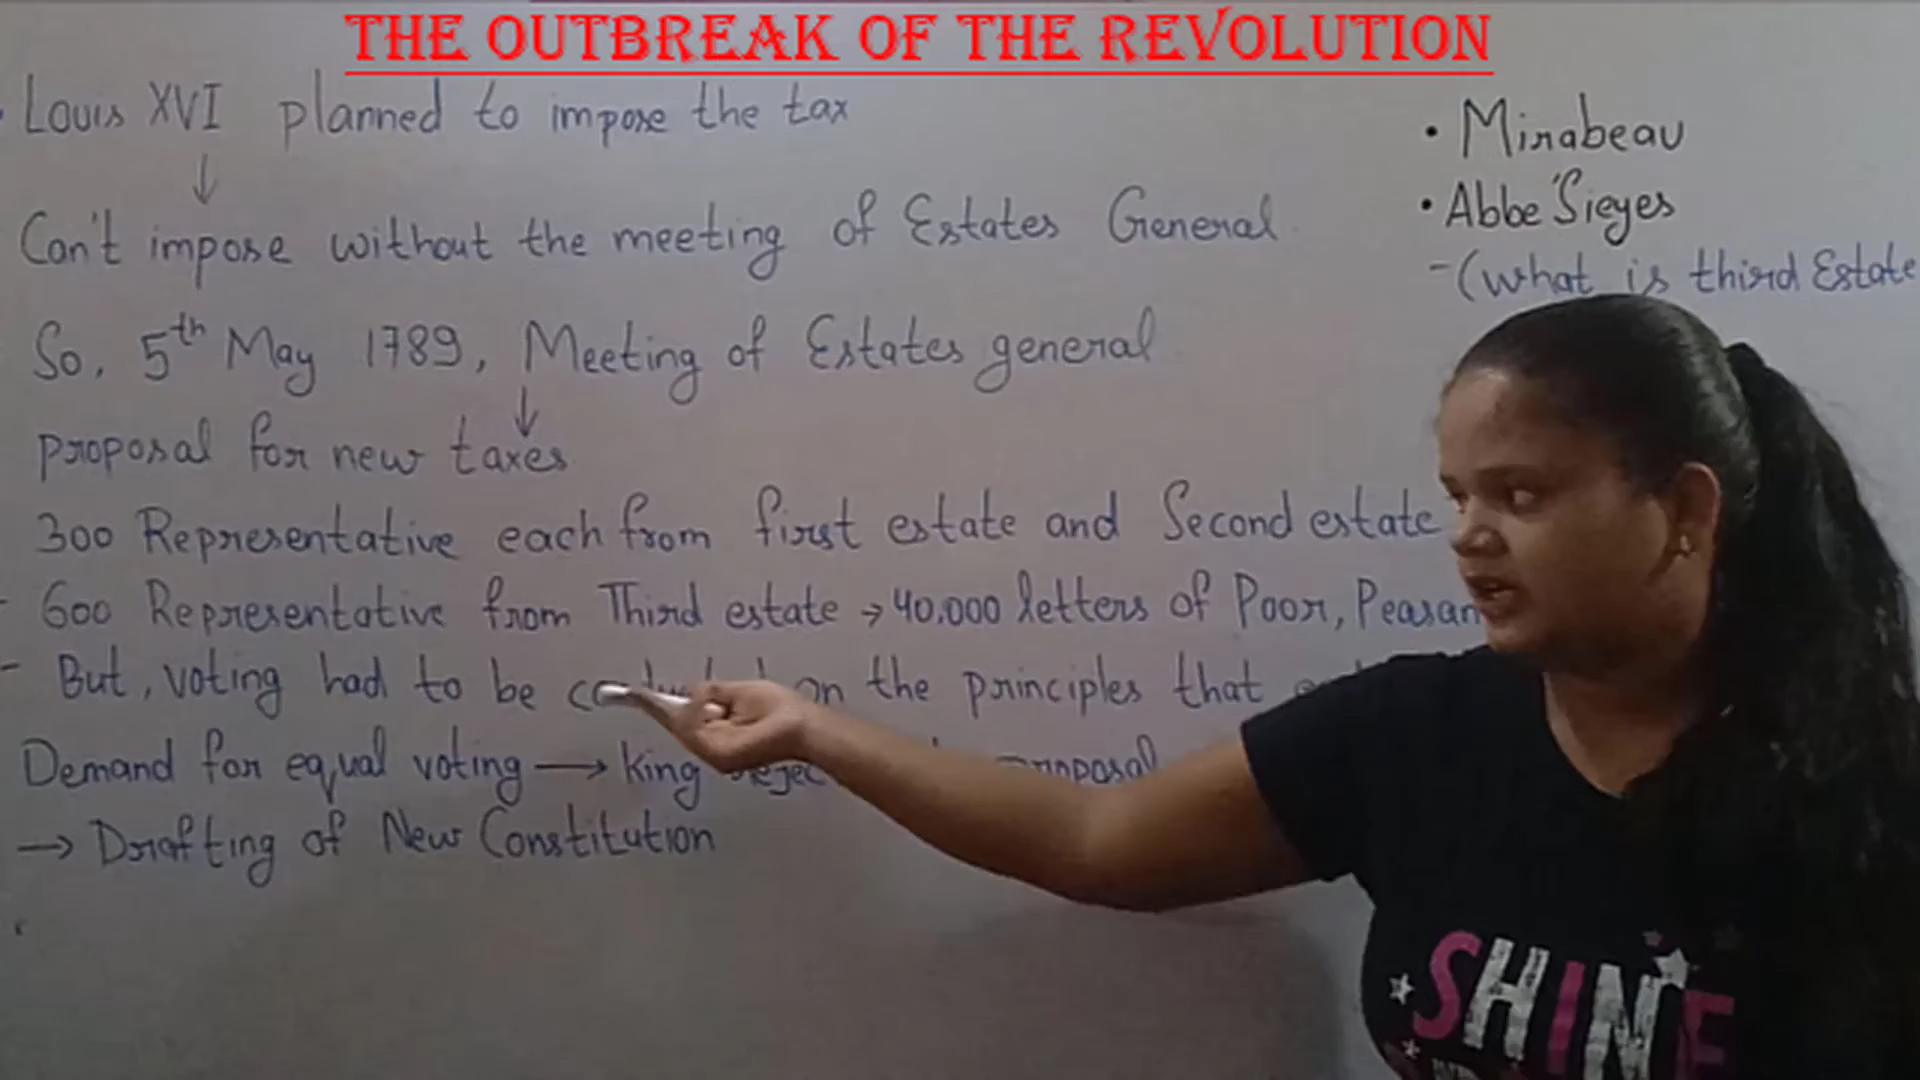 THE OUTBREAK OF THE REVOLUTION
Louis XVI planned to impose the tax
↓
Can't impose without the meeting of Estates General.
So, 5th May 1789, Meeting of Estates general
↓
proposal for new taxes
300 Representative each from first estate and Second estate
- 600 Representative from Third estate → 40,000 letters of Poor, Peasan
- But, voting had to be on the principles that
Demand for equal voting → King proposal
→ Drafting of New Constitution
• Mirabeau
• Abbe'Sieyes
- (What is third Estate
SHINE